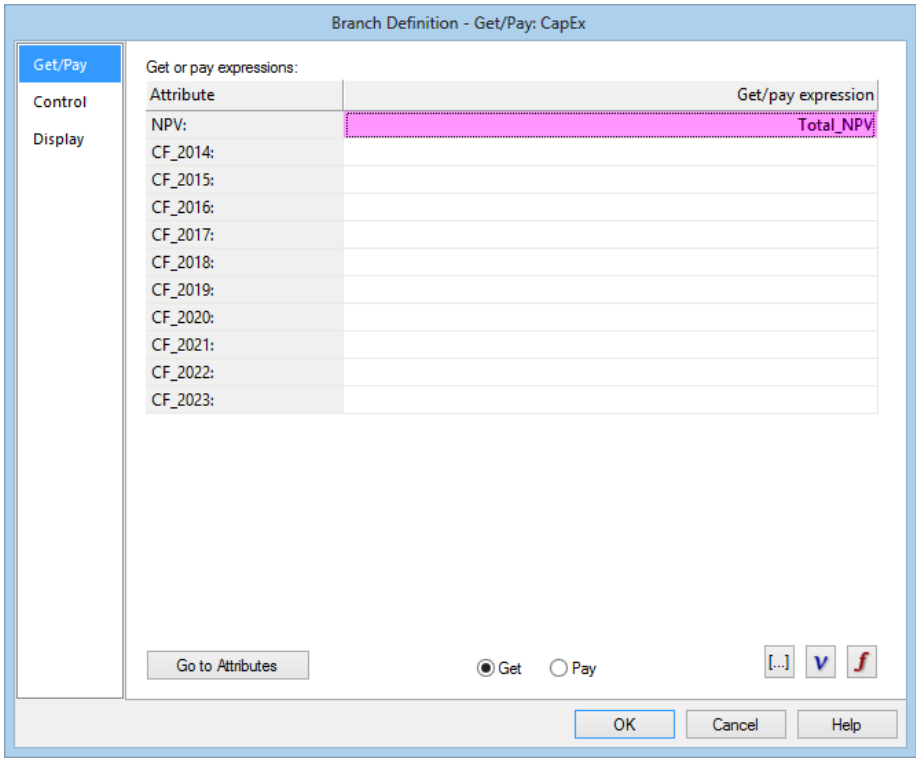 Branch Definition - Get/Pay: CapEx
Get/Pay
Control
Display
Get or pay expressions:
Attribute Get/pay expression
NPV: Total_NPV
CF_2014:
CF_2015:
CF_2016:
CF_2017:
CF_2018:
CF_2019:
CF_2020:
CF_2021:
CF_2022:
CF_2023:
Go to Attributes Get Pay [...] v f
OK Cancel Help